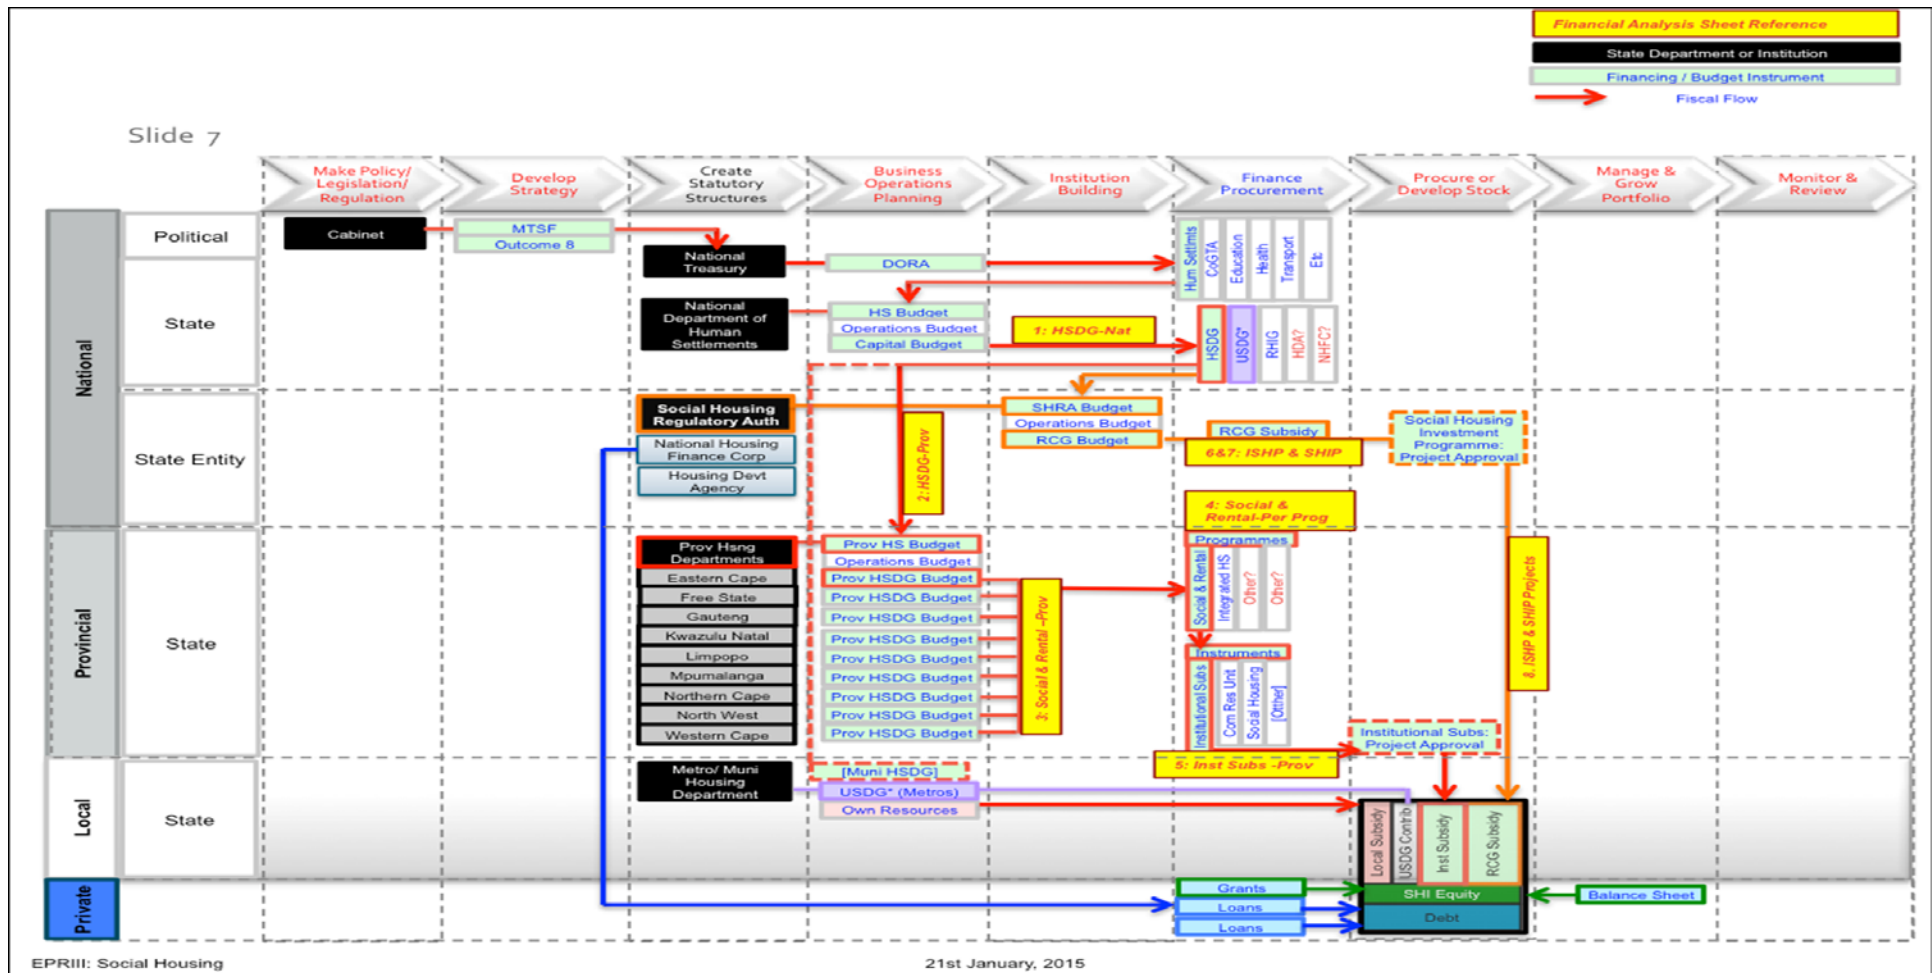 Financial Analysis Sheet Reference
State Department or Institution
Financing / Budget Instrument
Fiscal Flow
Slide 7
Make Policy/
Legislation/
Regulation
Develop
Strategy
Create
Statutory
Structures
Business
Operations
Planning
Institution
Building
Finance
Procurement
Procure or
Develop Stock
Manage &
Grow
Portfolio
Monitor &
Review
National
Political
Cabinet
MTSF
Outcome 8
National
Treasury
DORA
Hum Settlmts
CoGTA
Education
Health
Transport
Etc
State
National
Department of
Human
Settlements
HS Budget
Operations Budget
Capital Budget
1: HSDG-Nat
HSDG
USDG*
RHIG
HDA?
NHFC?
State Entity
Social Housing
Regulatory Auth
National Housing
Finance Corp
Housing Devt
Agency
2: HSDG-Prov
SHRA Budget
Operations Budget
RCG Budget
RCG Subsidy
6&7: ISHP & SHIP
Social Housing
Investment
Programme:
Project Approval
4: Social &
Rental-Per Prog
Provincial
State
Prov Hsng
Departments
Eastern Cape
Free State
Gauteng
Kwazulu Natal
Limpopo
Mpumalanga
Northern Cape
North West
Western Cape
Prov HS Budget
Operations Budget
Prov HSDG Budget
Prov HSDG Budget
Prov HSDG Budget
Prov HSDG Budget
Prov HSDG Budget
Prov HSDG Budget
Prov HSDG Budget
Prov HSDG Budget
Prov HSDG Budget
3: Social & Rental –Prov
Programmes
Social & Rental
Integrated HS
Other?
Other?
Instruments
Institutional Subs
Com Res Unit
Social Housing
[Otther]
8. ISHP & SHIP Projects
Institutional Subs:
Project Approval
5: Inst Subs -Prov
Local
State
Metro/ Muni
Housing
Department
[Muni HSDG]
USDG* (Metros)
Own Resources
Local Subsidy
USDG Contrib
Inst Subsidy
RCG Subsidy
Private
Grants
Loans
Loans
SHI Equity
Debt
Balance Sheet
EPRIII: Social Housing
21st January, 2015